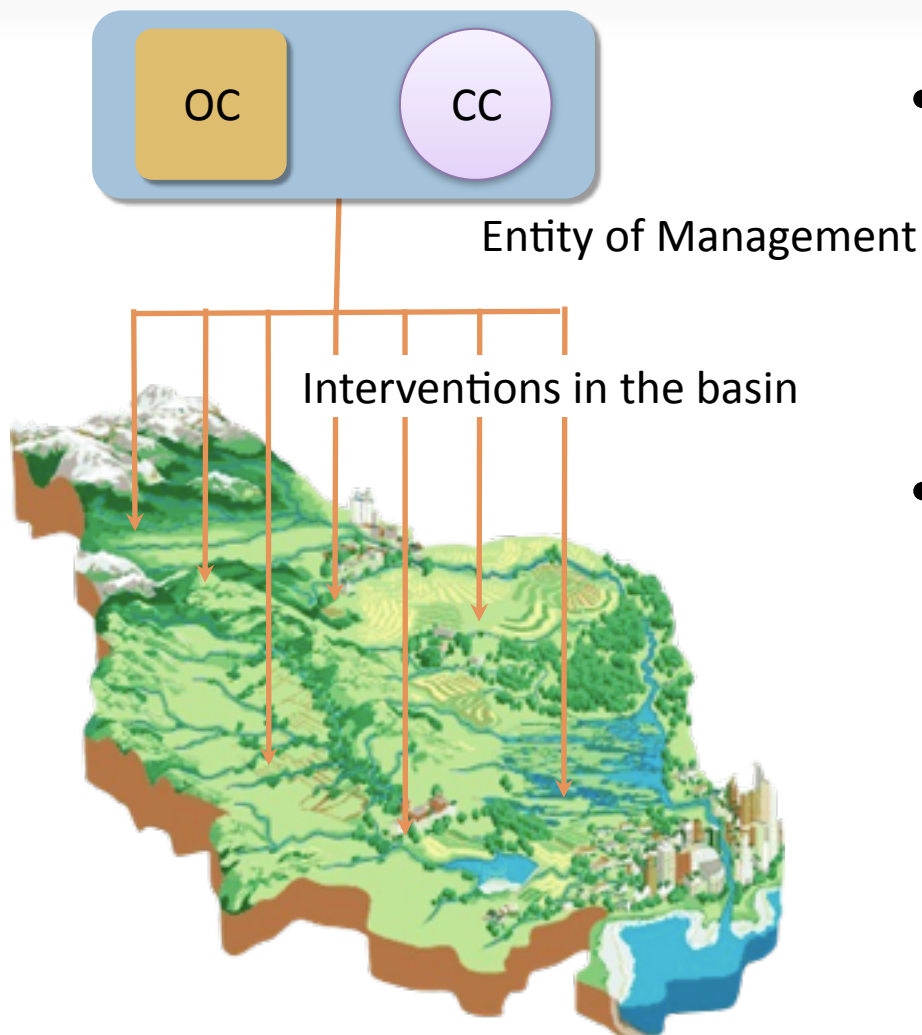 OC
CC
Entity of Management
Interventions in the basin